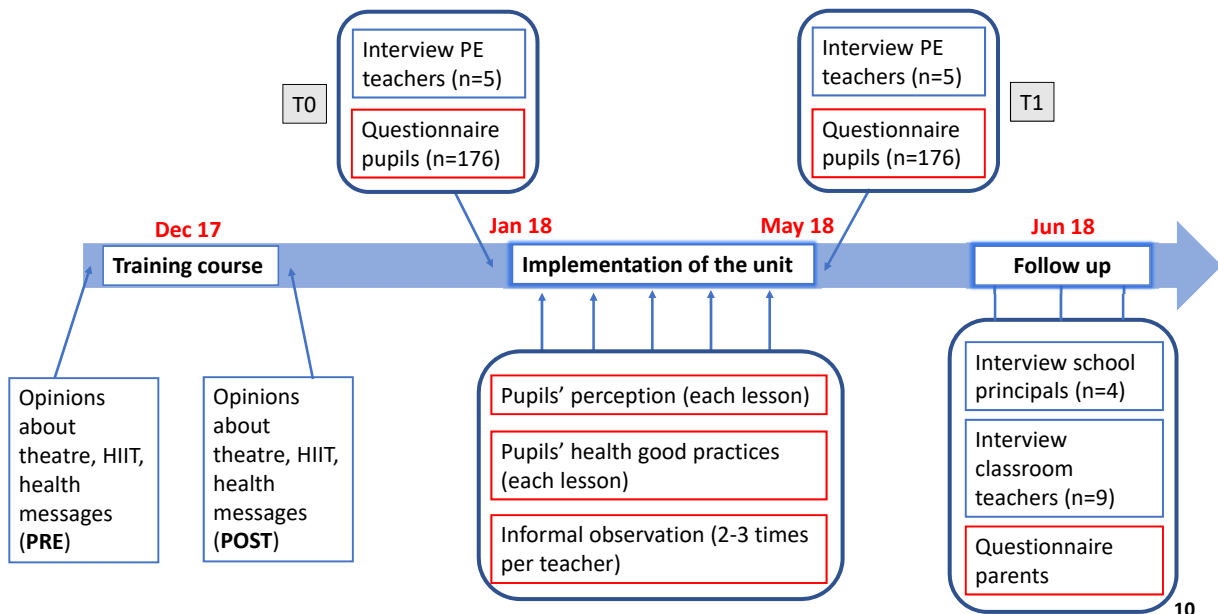 T0
Interview PE
teachers (n=5)
Questionnaire
pupils (n=176)
Interview PE
teachers (n=5)
Questionnaire
pupils (n=176)
T1
Dec 17
Jan 18
May 18
Jun 18
Training course
Implementation of the unit
Follow up
Opinions
about
theatre, HIIT,
health
messages
(PRE)
Opinions
about
theatre, HIIT,
health
messages
(POST)
Pupils’ perception (each lesson)
Pupils’ health good practices
(each lesson)
Informal observation (2-3 times
per teacher)
Interview school
principals (n=4)
Interview
classroom
teachers (n=9)
Questionnaire
parents
10